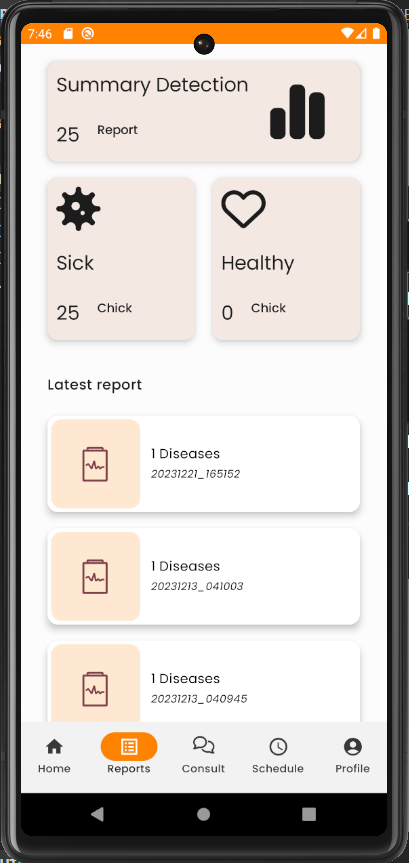 7:46
Summary Detection
25 Report
Sick
25 Chick
Healthy
0 Chick
Latest report
1 Diseases
20231221_165152
1 Diseases
20231213_041003
1 Diseases
20231213_040945
Home
Reports
Consult
Schedule
Profile